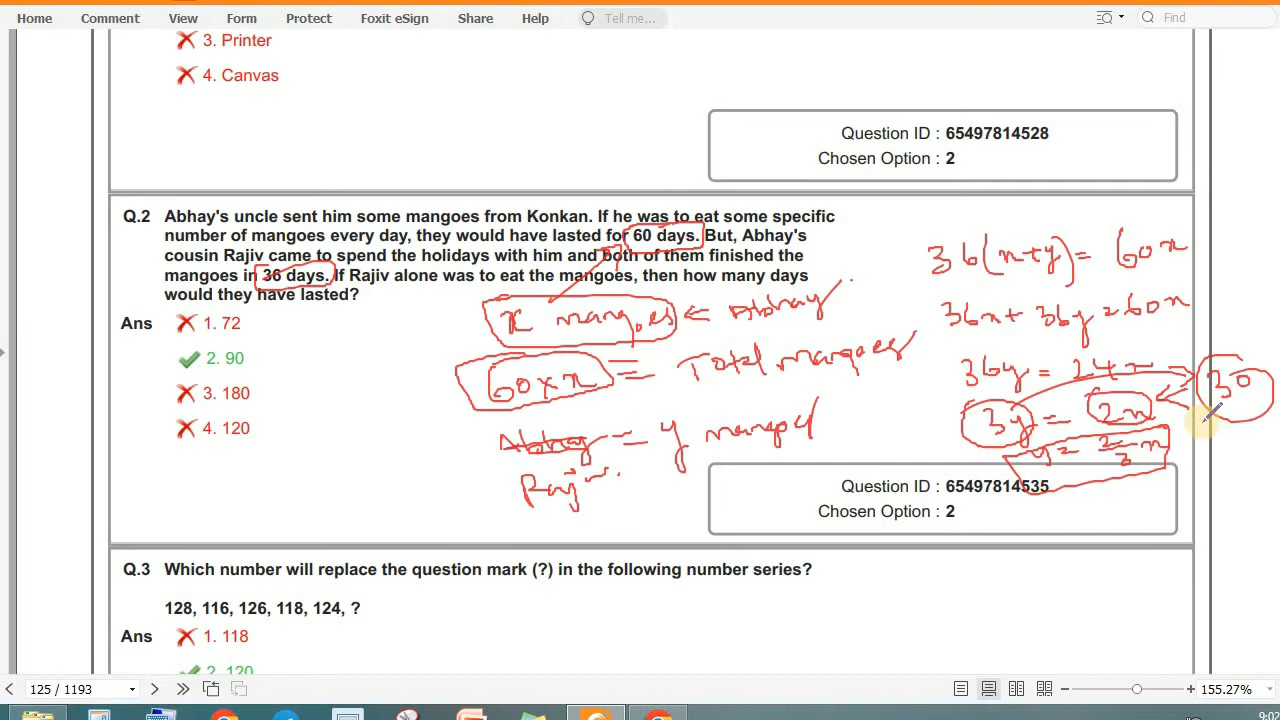 Home Comment View Form Protect Foxit eSign Share Help Tell me... Find
3. Printer
4. Canvas
Question ID : 65497814528
Chosen Option : 2
Q.2 Abhay's uncle sent him some mangoes from Konkan. If he was to eat some specific
number of mangoes every day, they would have lasted for 60 days. But, Abhay's
cousin Rajiv came to spend the holidays with him and both of them finished the
mangoes in 36 days. If Rajiv alone was to eat the mangoes, then how many days
would they have lasted?
Ans 1. 72
2. 90
3. 180
4. 120
x mangoes ← Abhay
60 × x = Total mangoes
Abhay = y mangoes
Rajiv
36(x+y) = 60x
36x + 36y = 60x
36y = 24x
3y = 2x
y = 2/3 x
30
Question ID : 65497814535
Chosen Option : 2
Q.3 Which number will replace the question mark (?) in the following number series?
128, 116, 126, 118, 124, ?
Ans 1. 118
2. 120
125 / 1193
155.27%
9:02